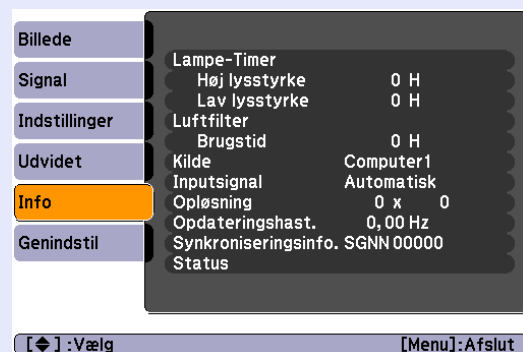 Billede
Signal
Indstillinger
Udvidet
Info
Genindstil
Lampe-Timer
Høj lysstyrke 0 H
Lav lysstyrke 0 H
Luftfilter
Brugstid 0 H
Kilde Computer1
Inputsignal Automatisk
Opløsning 0 x 0
Opdateringshast. 0,00 Hz
Synkroniseringsinfo. SGNN 00000
Status
[◆] :Vælg [Menu]:Afslut